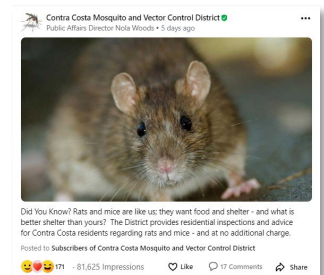 Contra Costa Mosquito and Vector Control District
Public Affairs Director Nola Woods • 5 days ago
Did You Know? Rats and mice are like us; they want food and shelter - and what is
better shelter than yours? The District provides residential inspections and advice
for Contra Costa residents regarding rats and mice - and at no additional charge.
Posted to Subscribers of Contra Costa Mosquito and Vector Control District
171 · 81,625 Impressions Like 17 Comments Share